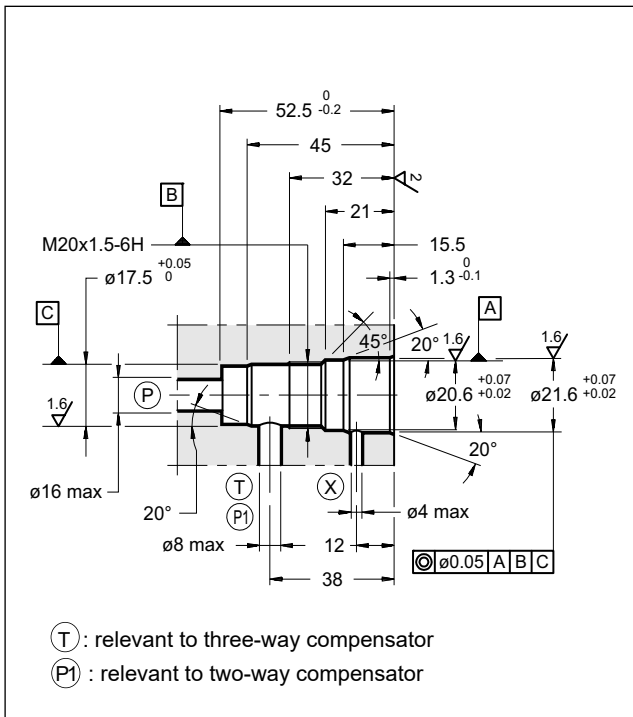 52.5 0 -0.2
45
B
32
2
21
M20x1.5-6H
15.5
ø17.5 +0.05 0
1.3 0 -0.1
C
A
45°
20°
1.6
1.6
1.6
P
ø20.6 +0.07 +0.02
ø21.6 +0.07 +0.02
20°
ø16 max
T
X
20°
P1
ø4 max
ø8 max
12
ø0.05 A B C
38
T : relevant to three-way compensator
P1 : relevant to two-way compensator